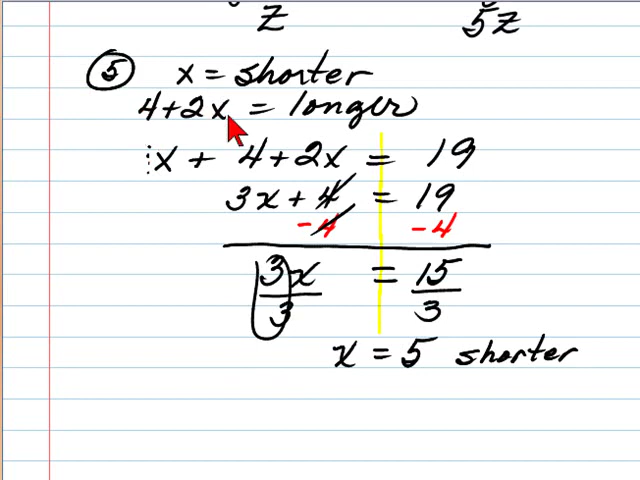 z 5z
5 x = shorter
4+2x = longer
x + 4+2x = 19
3x + 4 = 19
-4 -4
3x = 15
3 3
x = 5 shorter